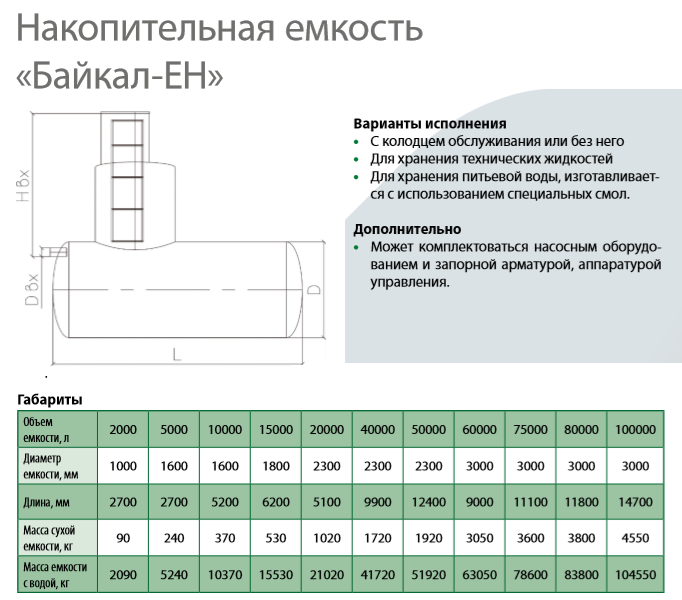 Накопительная емкость
«Байкал-ЕН»
Варианты исполнения
• С колодцем обслуживания или без него
• Для хранения технических жидкостей
• Для хранения питьевой воды, изготавливает-
ся с использованием специальных смол.
Дополнительно
• Может комплектоваться насосным оборудо-
ванием и запорной арматурой, аппаратурой
управления.
H вх
D вх
D
L
Габариты
Объем
емкости, л 2000 5000 10000 15000 20000 40000 50000 60000 75000 80000 100000
Диаметр
емкости, мм 1000 1600 1600 1800 2300 2300 2300 3000 3000 3000 3000
Длина, мм 2700 2700 5200 6200 5100 9900 12400 9000 11100 11800 14700
Масса сухой
емкости, кг 90 240 370 530 1020 1720 1920 3050 3600 3800 4550
Масса емкости
с водой, кг 2090 5240 10370 15530 21020 41720 51920 63050 78600 83800 104550